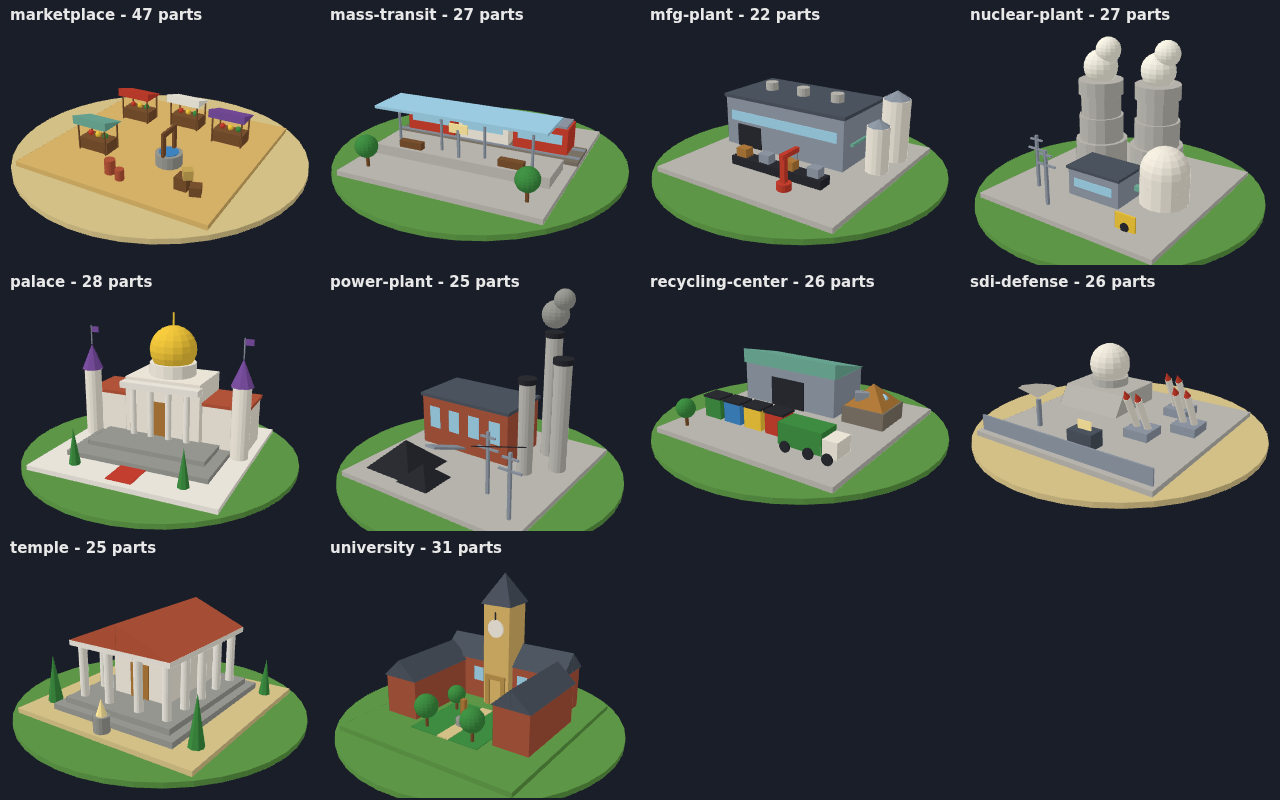 marketplace - 47 parts
mass-transit - 27 parts
mfg-plant - 22 parts
nuclear-plant - 27 parts
palace - 28 parts
power-plant - 25 parts
recycling-center - 26 parts
sdi-defense - 26 parts
temple - 25 parts
university - 31 parts